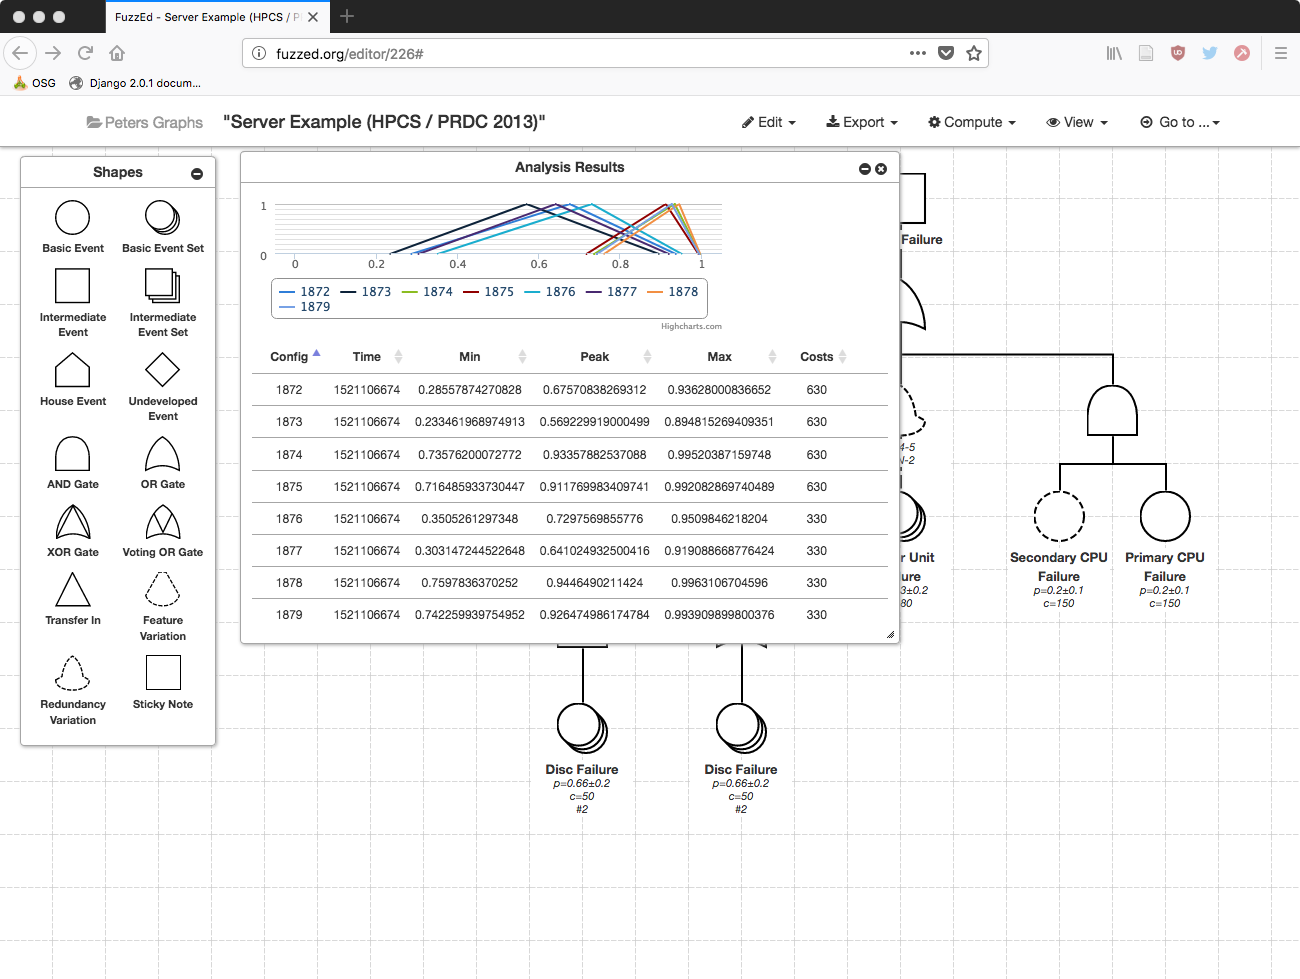 FuzzEd - Server Example (HPCS / P
fuzzed.org/editor/226#
OSG
Django 2.0.1 docum...
Peters Graphs
"Server Example (HPCS / PRDC 2013)"
Edit
Export
Compute
View
Go to ...
Shapes
Basic Event
Basic Event Set
Intermediate Event
Intermediate Event Set
House Event
Undeveloped Event
AND Gate
OR Gate
XOR Gate
Voting OR Gate
Transfer In
Feature Variation
Redundancy Variation
Sticky Note
Analysis Results
1
0
0 0.2 0.4 0.6 0.8 1
1872 1873 1874 1875 1876 1877 1878
1879
Highcharts.com
Config Time Min Peak Max Costs
1872 1521106674 0.28557874270828 0.67570838269312 0.93628000836652 630
1873 1521106674 0.233461968974913 0.569229919000499 0.894815269409351 630
1874 1521106674 0.73576200072772 0.93357882537088 0.99520387159748 630
1875 1521106674 0.716485933730447 0.911769983409741 0.992082869740489 630
1876 1521106674 0.3505261297348 0.7297569855776 0.9509846218204 330
1877 1521106674 0.303147244522648 0.641024932500416 0.919088668776424 330
1878 1521106674 0.7597836370252 0.9446490211424 0.9963106704596 330
1879 1521106674 0.742259939754952 0.926474986174784 0.993909899800376 330
Failure
4-5
-2
r Unit
ure
3±0.2
80
Secondary CPU
Failure
p=0.2±0.1
c=150
Primary CPU
Failure
p=0.2±0.1
c=150
Disc Failure
p=0.66±0.2
c=50
#2
Disc Failure
p=0.66±0.2
c=50
#2